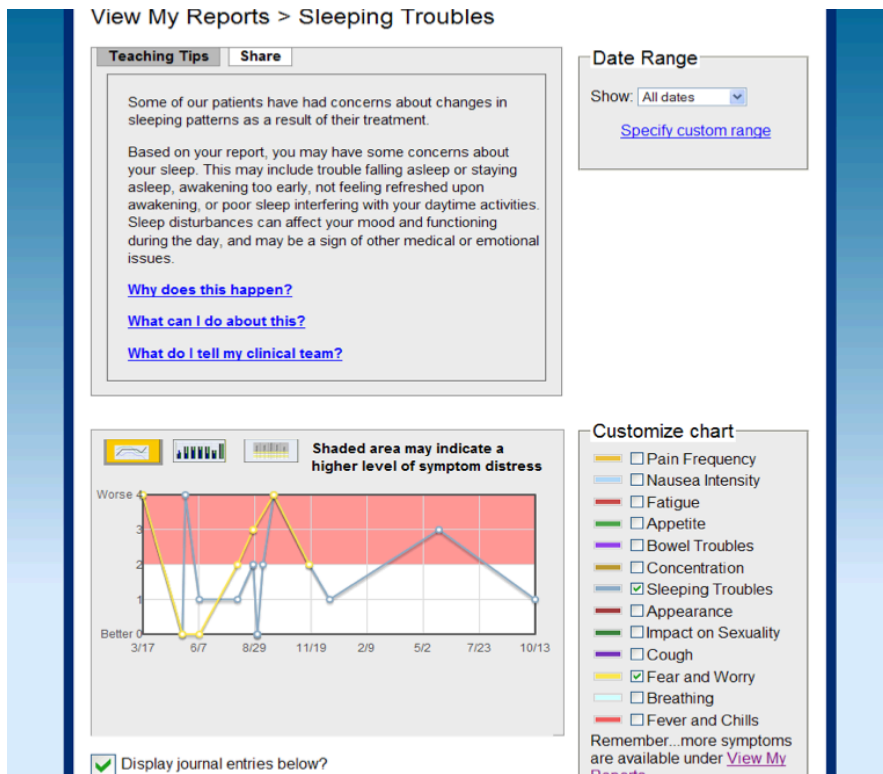 View My Reports > Sleeping Troubles
Teaching Tips
Share
Some of our patients have had concerns about changes in
sleeping patterns as a result of their treatment.
Based on your report, you may have some concerns about
your sleep. This may include trouble falling asleep or staying
asleep, awakening too early, not feeling refreshed upon
awakening, or poor sleep interfering with your daytime activities.
Sleep disturbances can affect your mood and functioning
during the day, and may be a sign of other medical or emotional
issues.
Why does this happen?
What can I do about this?
What do I tell my clinical team?
Date Range
Show: All dates
Specify custom range
Shaded area may indicate a
higher level of symptom distress
Worse 4
3
2
1
Better 0
3/17 6/7 8/29 11/19 2/9 5/2 7/23 10/13
Customize chart
Pain Frequency
Nausea Intensity
Fatigue
Appetite
Bowel Troubles
Concentration
Sleeping Troubles
Appearance
Impact on Sexuality
Cough
Fear and Worry
Breathing
Fever and Chills
Remember...more symptoms
are available under View My
Reports
Display journal entries below?